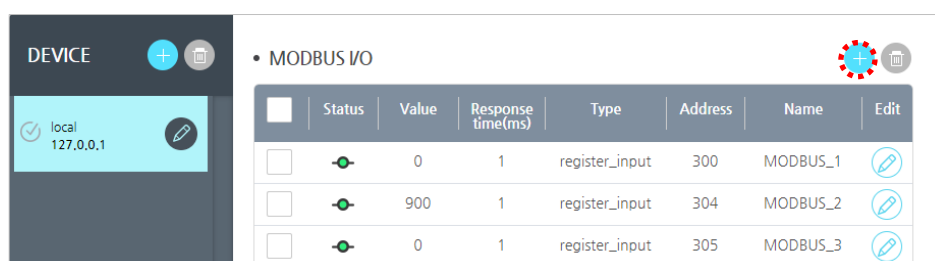 DEVICE
• MODBUS I/O
Status Value Response time(ms) Type Address Name Edit
local
127,0,0,1
0 1 register_input 300 MODBUS_1
900 1 register_input 304 MODBUS_2
0 1 register_input 305 MODBUS_3